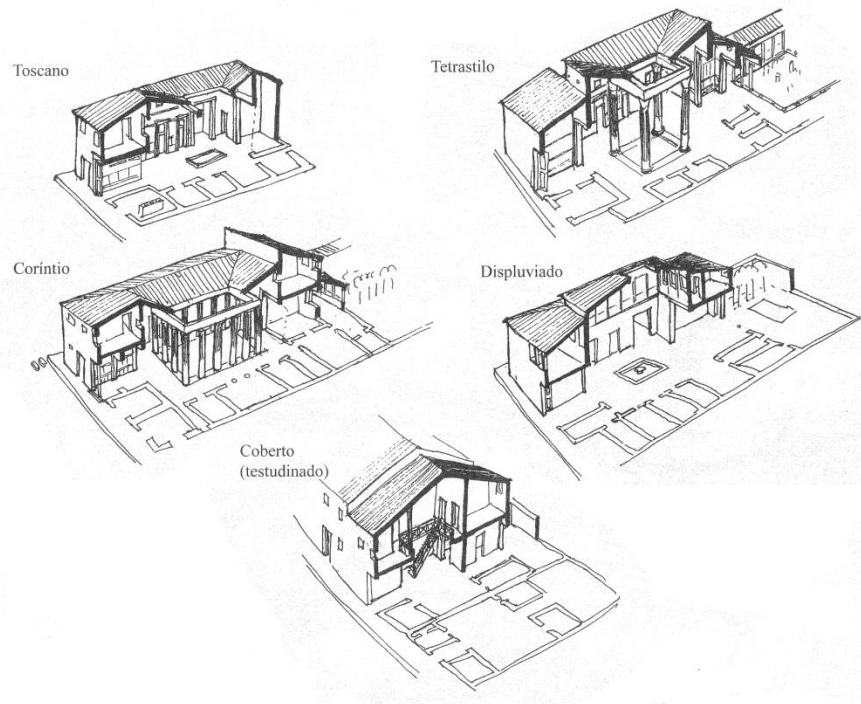 Toscano
Tetrastilo
Coríntio
Displuviado
Coberto
(testudinado)